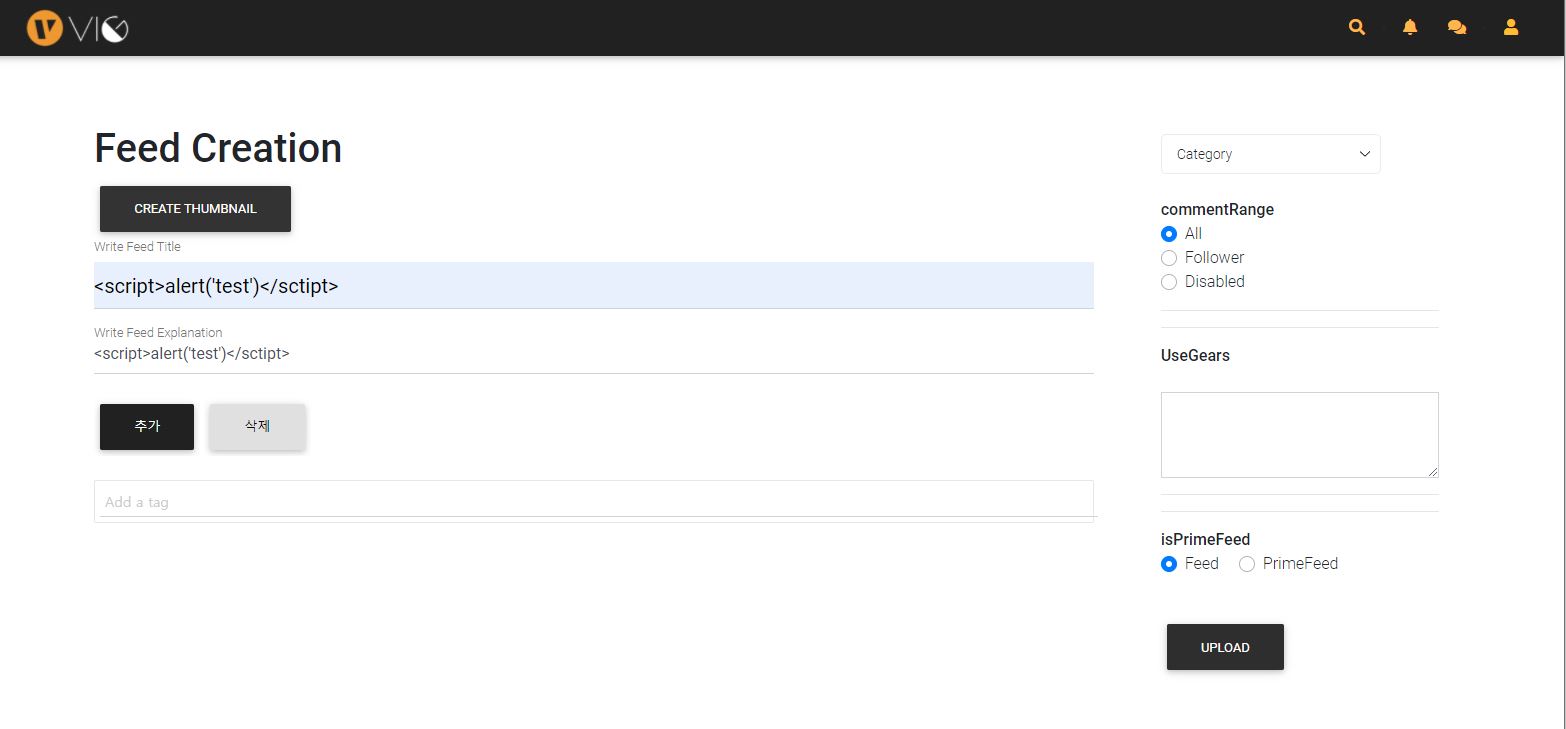 VIG
Feed Creation
CREATE THUMBNAIL
Write Feed Title
<script>alert('test')</sctipt>
Write Feed Explanation
<script>alert('test')</sctipt>
추가
삭제
Add a tag
Category
commentRange
All
Follower
Disabled
UseGears
isPrimeFeed
Feed
PrimeFeed
UPLOAD